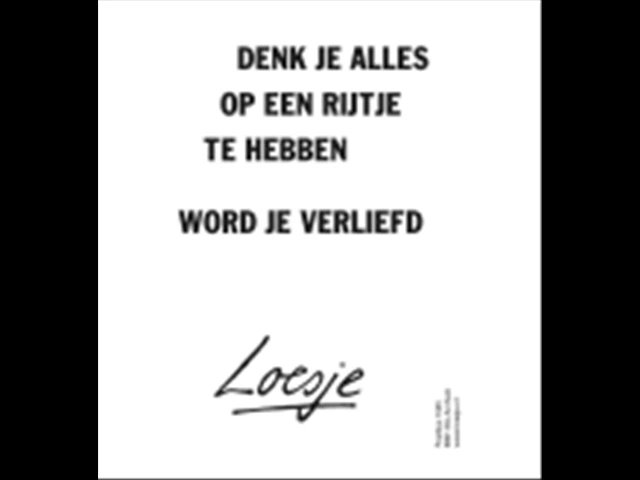 DENK JE ALLES
OP EEN RIJTJE
TE HEBBEN
WORD JE VERLIEFD
Loesje